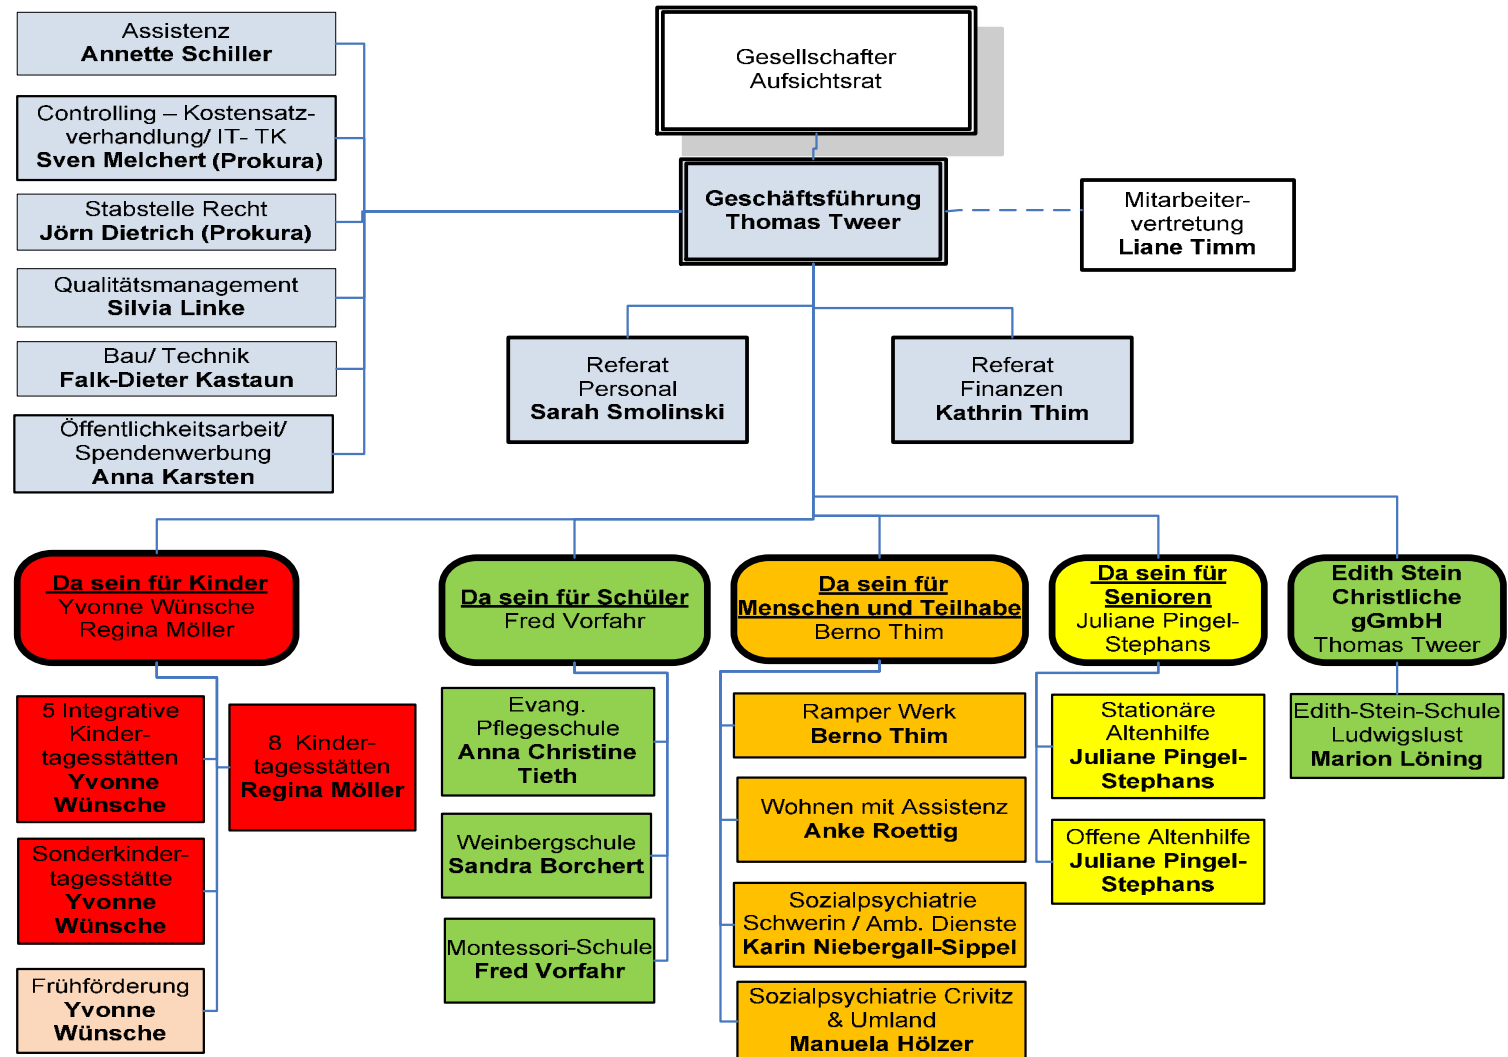 Assistenz
Annette Schiller
Controlling – Kostensatz-
verhandlung/ IT- TK
Sven Melchert (Prokura)
Stabstelle Recht
Jörn Dietrich (Prokura)
Qualitätsmanagement
Silvia Linke
Bau/ Technik
Falk-Dieter Kastaun
Öffentlichkeitsarbeit/
Spendenwerbung
Anna Karsten
Gesellschafter
Aufsichtsrat
Geschäftsführung
Thomas Tweer
Mitarbeiter-
vertretung
Liane Timm
Referat
Personal
Sarah Smolinski
Referat
Finanzen
Kathrin Thim
Da sein für Kinder
Yvonne Wünsche
Regina Möller
5 Integrative
Kinder-
tagesstätten
Yvonne
Wünsche
8 Kinder-
tagesstätten
Regina Möller
Sonderkinder-
tagesstätte
Yvonne
Wünsche
Frühförderung
Yvonne
Wünsche
Da sein für Schüler
Fred Vorfahr
Evang.
Pflegeschule
Anna Christine
Tieth
Weinbergschule
Sandra Borchert
Montessori-Schule
Fred Vorfahr
Da sein für
Menschen und Teilhabe
Berno Thim
Ramper Werk
Berno Thim
Wohnen mit Assistenz
Anke Roettig
Sozialpsychiatrie
Schwerin / Amb. Dienste
Karin Niebergall-Sippel
Sozialpsychiatrie Crivitz
& Umland
Manuela Hölzer
Da sein für
Senioren
Juliane Pingel-
Stephans
Stationäre
Altenhilfe
Juliane Pingel-
Stephans
Offene Altenhilfe
Juliane Pingel-
Stephans
Edith Stein
Christliche
gGmbH
Thomas Tweer
Edith-Stein-Schule
Ludwigslust
Marion Löning